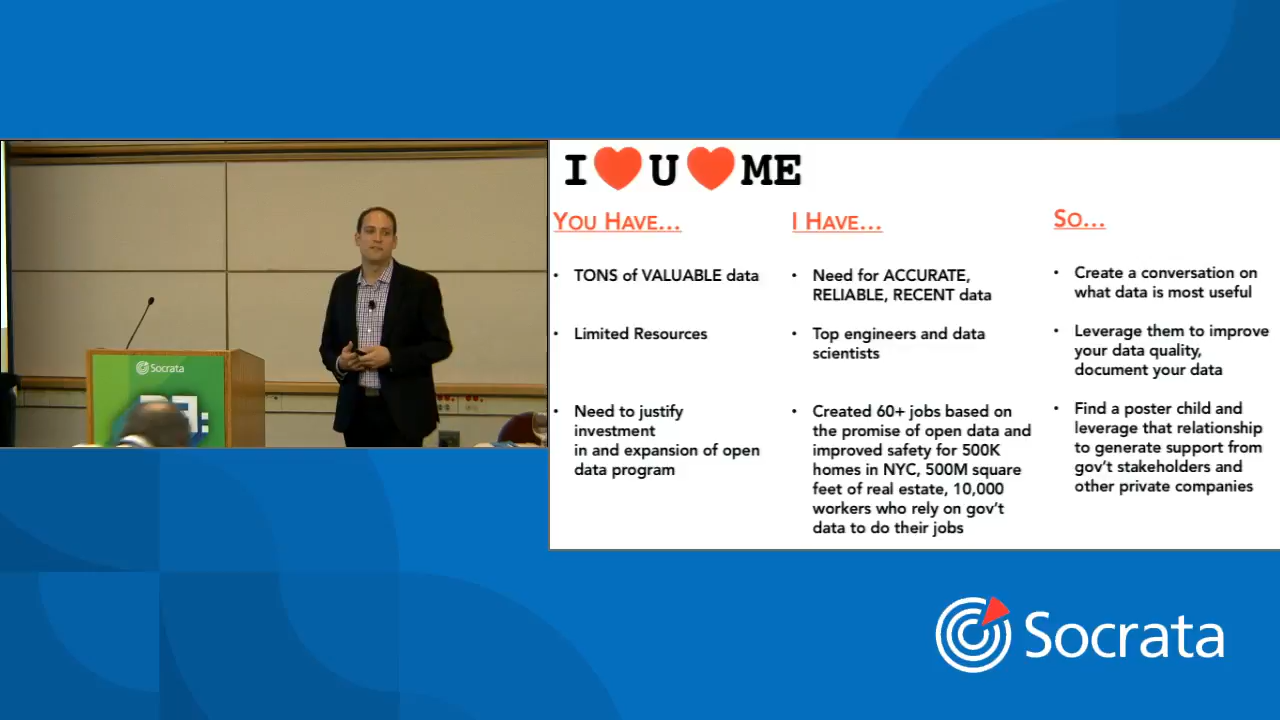 I ❤ U ❤ ME
YOU HAVE...
• TONS of VALUABLE data
• Limited Resources
• Need to justify
investment
in and expansion of open
data program
I HAVE...
• Need for ACCURATE,
RELIABLE, RECENT data
• Top engineers and data
scientists
• Created 60+ jobs based on
the promise of open data and
improved safety for 500K
homes in NYC, 500M square
feet of real estate, 10,000
workers who rely on gov't
data to do their jobs
SO...
• Create a conversation on
what data is most useful
• Leverage them to improve
your data quality,
document your data
• Find a poster child and
leverage that relationship
to generate support from
gov't stakeholders and
other private companies
Socrata
Socrata